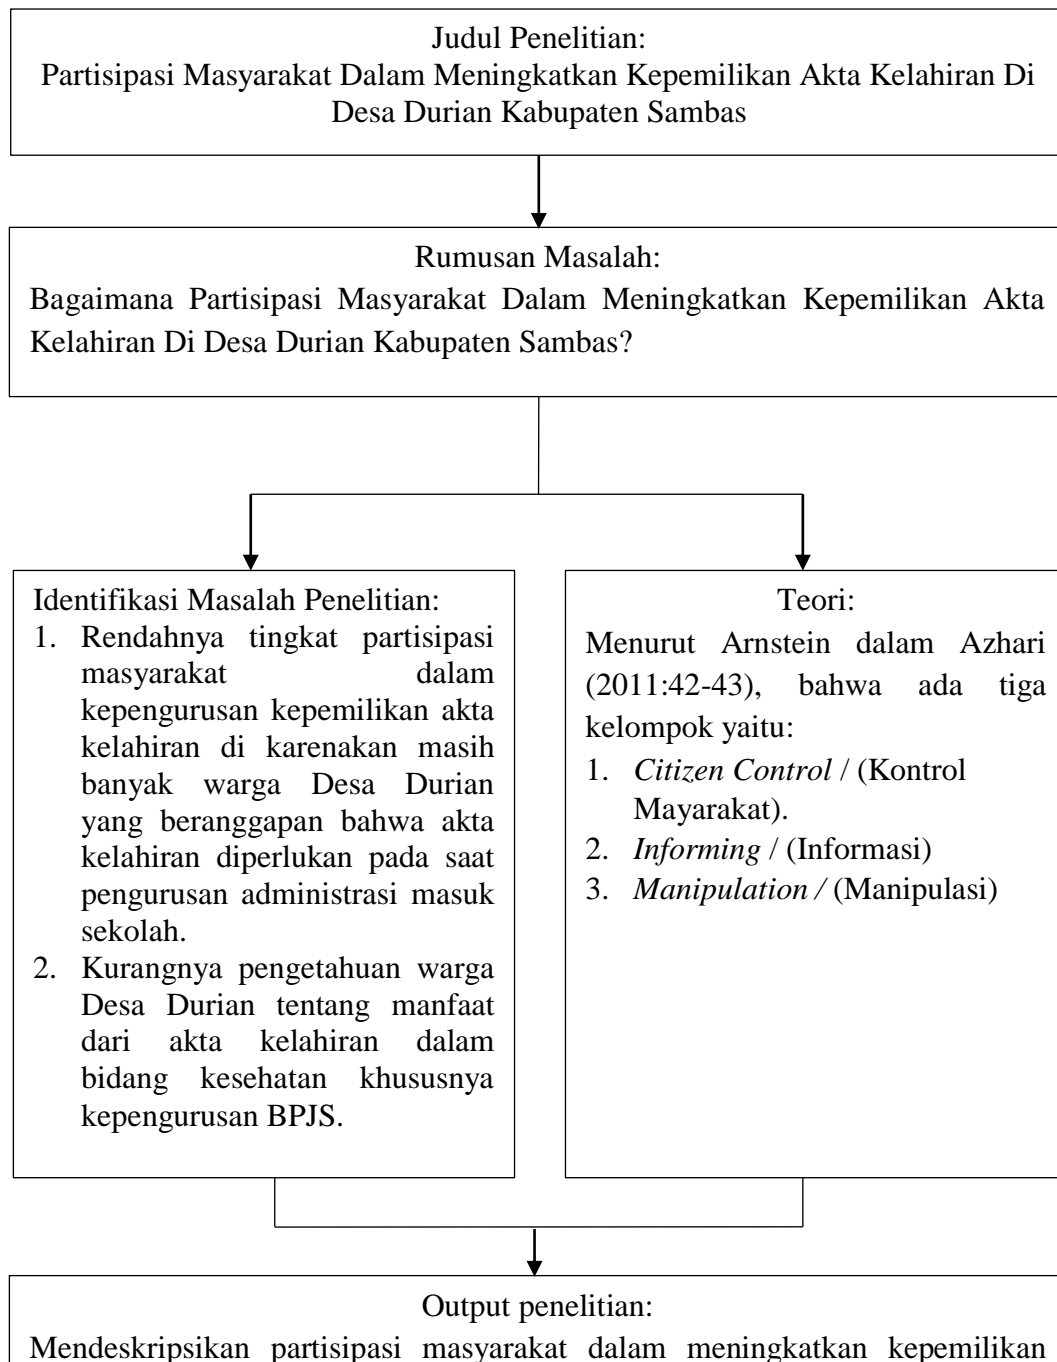 Judul Penelitian:
Partisipasi Masyarakat Dalam Meningkatkan Kepemilikan Akta Kelahiran Di
Desa Durian Kabupaten Sambas
Rumusan Masalah:
Bagaimana Partisipasi Masyarakat Dalam Meningkatkan Kepemilikan Akta
Kelahiran Di Desa Durian Kabupaten Sambas?
Identifikasi Masalah Penelitian:
1. Rendahnya tingkat partisipasi
masyarakat dalam
kepengurusan kepemilikan akta
kelahiran di karenakan masih
banyak warga Desa Durian
yang beranggapan bahwa akta
kelahiran diperlukan pada saat
pengurusan administrasi masuk
sekolah.
2. Kurangnya pengetahuan warga
Desa Durian tentang manfaat
dari akta kelahiran dalam
bidang kesehatan khususnya
kepengurusan BPJS.
Teori:
Menurut Arnstein dalam Azhari
(2011:42-43), bahwa ada tiga
kelompok yaitu:
1. Citizen Control / (Kontrol
Mayarakat).
2. Informing / (Informasi)
3. Manipulation / (Manipulasi)
Output penelitian:
Mendeskripsikan partisipasi masyarakat dalam meningkatkan kepemilikan